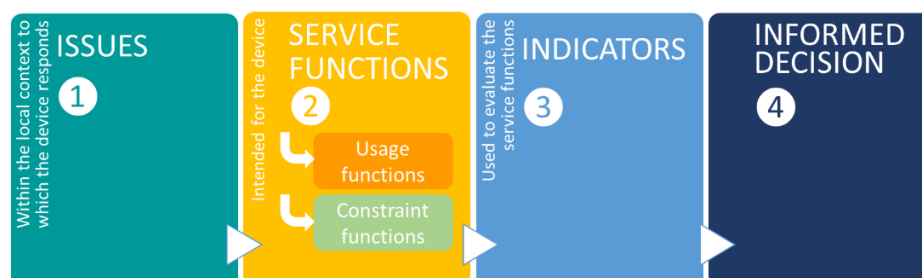 Within the local context to
which the device responds
ISSUES
1
Intended for the device
SERVICE
FUNCTIONS
2
Usage
functions
Constraint
functions
Used to evaluate the
service functions
INDICATORS
3
INFORMED
DECISION
4